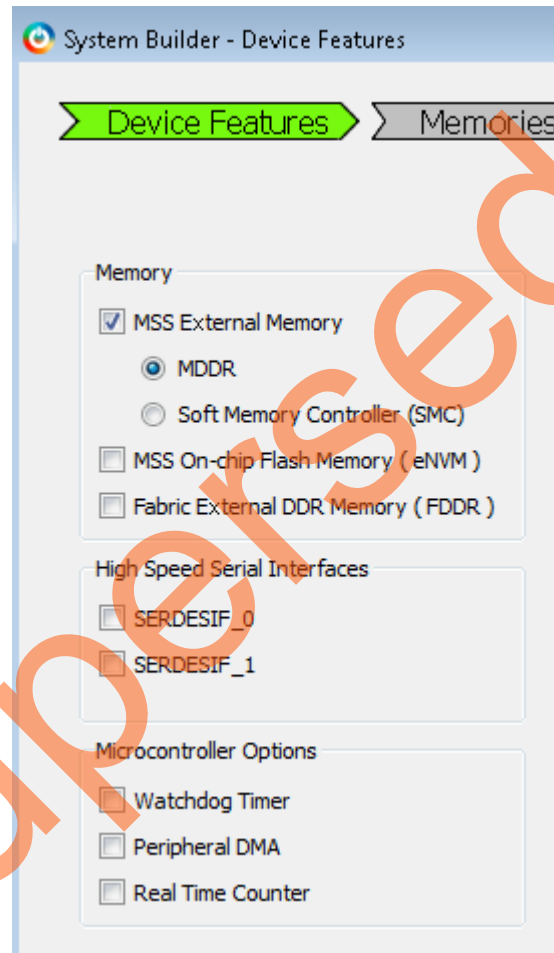 System Builder - Device Features
Device Features
Memories
Memory
MSS External Memory
MDDR
Soft Memory Controller (SMC)
MSS On-chip Flash Memory ( eNVM )
Fabric External DDR Memory ( FDDR )
High Speed Serial Interfaces
SERDESIF_0
SERDESIF_1
Microcontroller Options
Watchdog Timer
Peripheral DMA
Real Time Counter
upersed